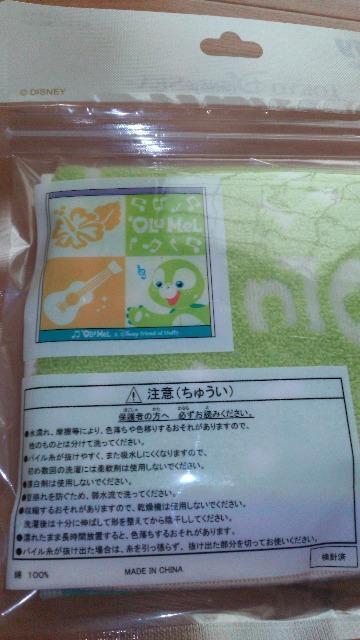 © DISNEY
TOKYO DISNEYSEA
'OLU MEL
♫ 'OLU MEL a Disney friend of Duffy
⚠ 注意(ちゅうい)
保護者の方へ 必ずお読みください。
●水濡れ、摩擦等により、色落ちや色移りするおそれがありますので、
他のものとは分けて洗ってください。
●パイル糸が抜けやすく、また吸水しにくくなりますので、
初め数回の洗濯には柔軟剤は使用しないでください。
●漂白剤は使用しないでください。
●型崩れを防ぐため、弱水流で洗ってください。
●収縮するおそれがありますので、乾燥機は使用しないでください。
洗濯後は十分に伸ばして形を整えてから陰干ししてください。
●濡れたまま長時間放置すると、色落ちするおそれがあります。
●パイル糸が抜け出た場合は、糸を引っ張らず、抜け出た部分を切ってお使いください。
検針済
綿 100% MADE IN CHINA